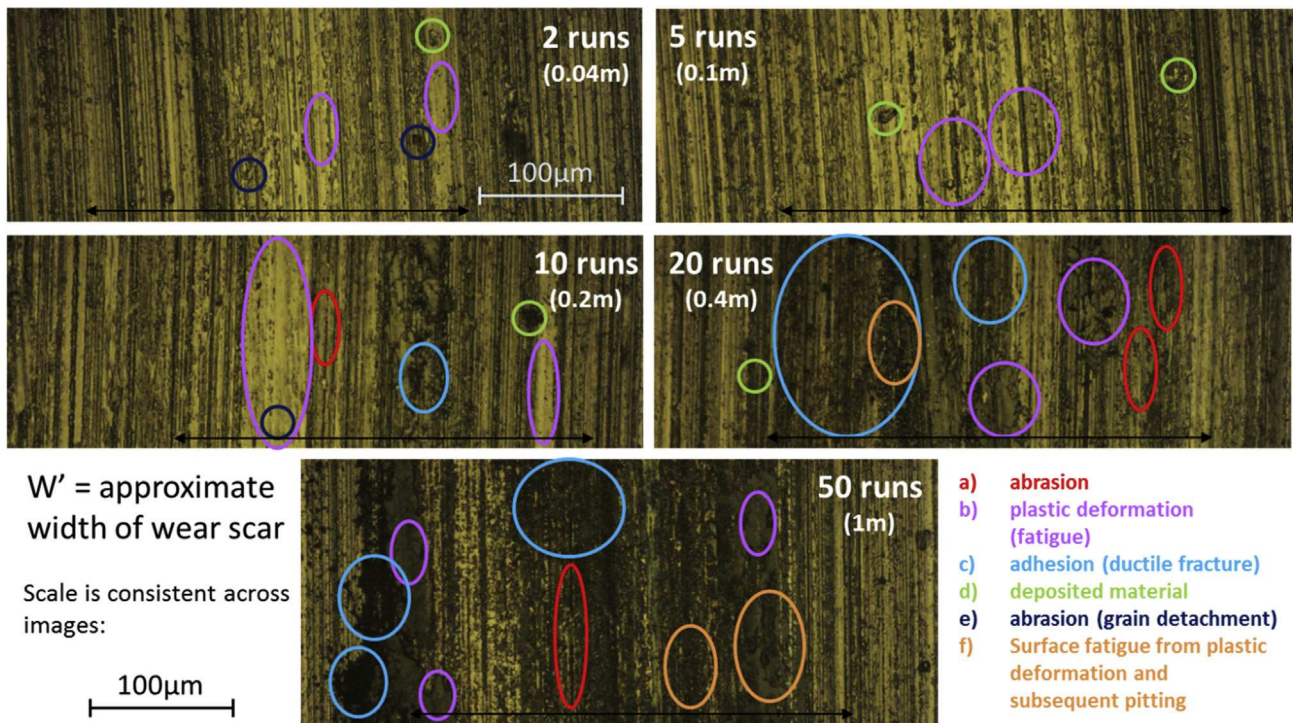 2 runs
(0.04m)
100µm
5 runs
(0.1m)
10 runs
(0.2m)
20 runs
(0.4m)
W' = approximate
width of wear scar
Scale is consistent across
images:
100µm
50 runs
(1m)
a) abrasion
b) plastic deformation
(fatigue)
c) adhesion (ductile fracture)
d) deposited material
e) abrasion (grain detachment)
f) Surface fatigue from plastic
deformation and
subsequent pitting